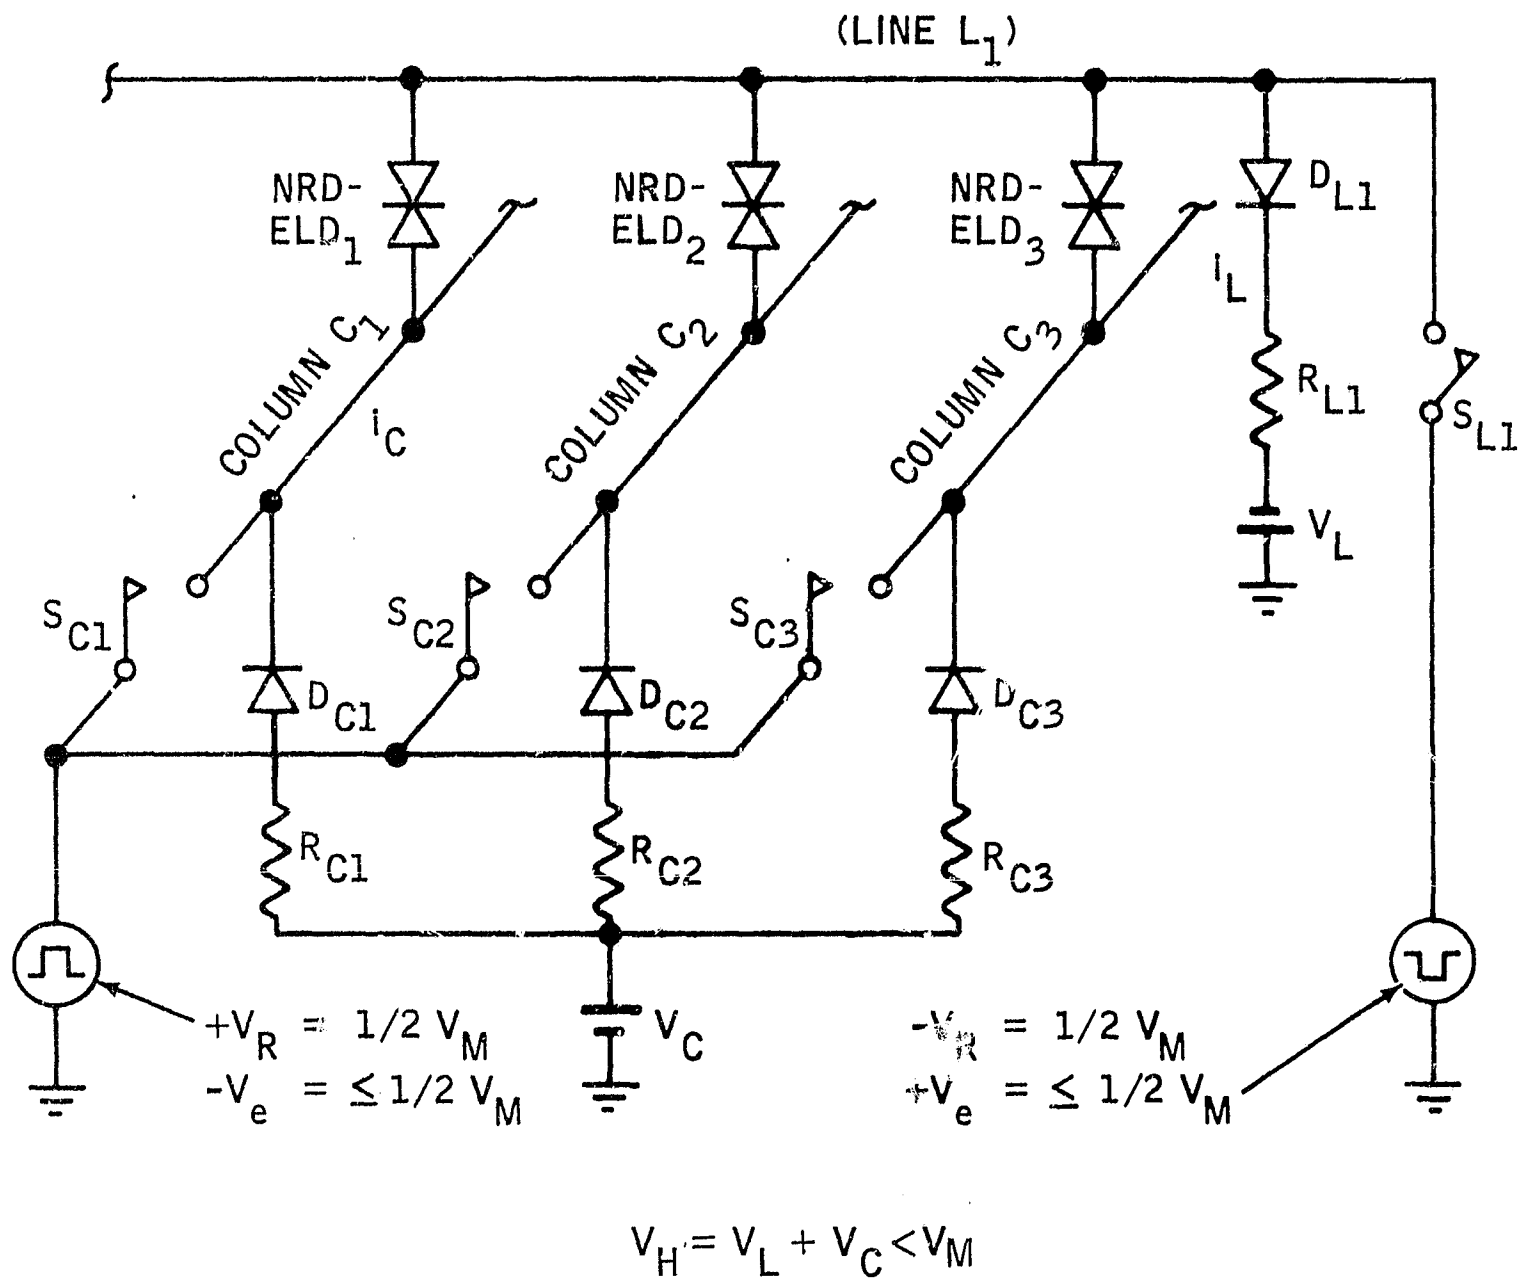 (LINE L1)
NRD-
ELD1
NRD-
ELD2
NRD-
ELD3
DL1
iL
COLUMN C1
COLUMN C2
COLUMN C3
iC
RL1
SL1
VL
SC1
SC2
SC3
DC1
DC2
DC3
RC1
RC2
RC3
+VR = 1/2 VM
-Ve = ≤ 1/2 VM
VC
-VR = 1/2 VM
+Ve = ≤ 1/2 VM
VH = VL + VC < VM